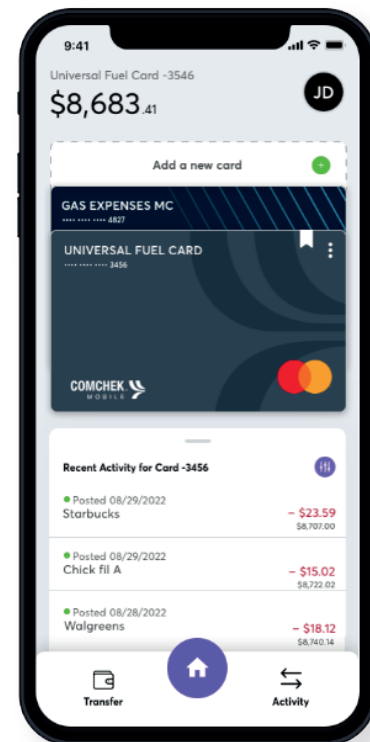 9:41
Universal Fuel Card -3546
$8,683.41
JD
Add a new card
GAS EXPENSES MC
•••• •••• •••• 4827
UNIVERSAL FUEL CARD
•••• •••• •••• 3456
COMCHEK
MOBILE
Recent Activity for Card -3456
Posted 08/29/2022
Starbucks
– $23.59
$8,707.00
Posted 08/29/2022
Chick fil A
– $15.02
$8,722.02
Posted 08/28/2022
Walgreens
– $18.12
$8,740.14
Transfer
Activity